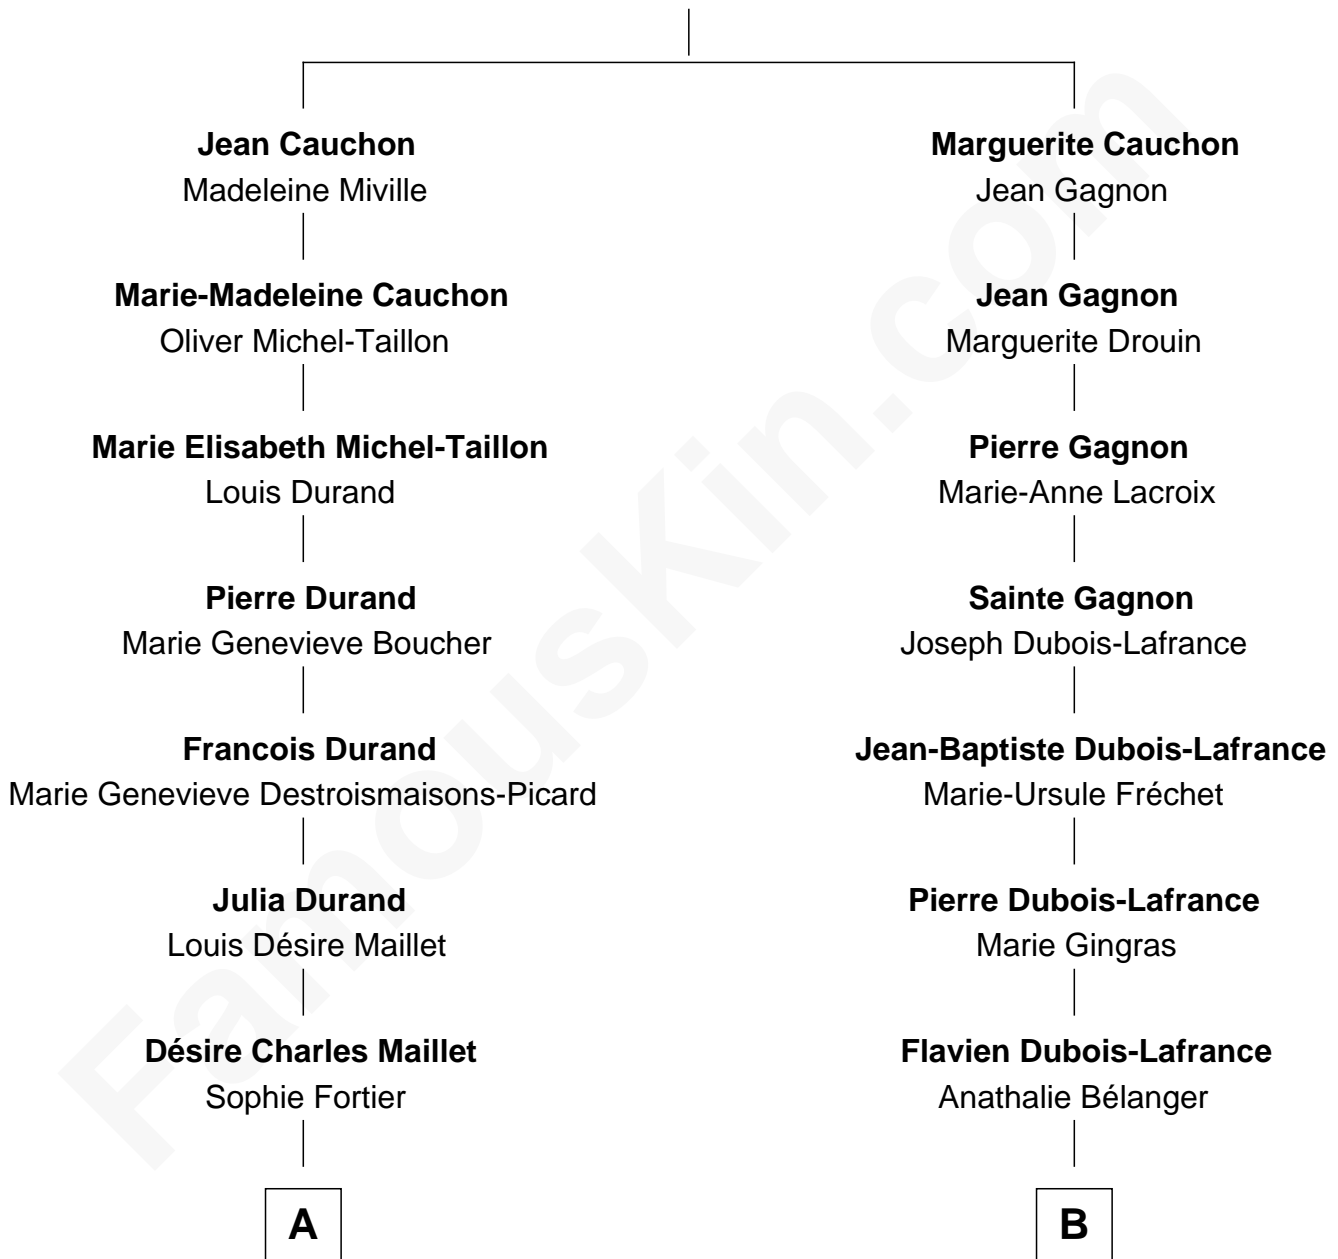 Jean Cauchon
Madeleine Miville
Marie-Madeleine Cauchon
Oliver Michel-Taillon
Marie Elisabeth Michel-Taillon
Louis Durand
Pierre Durand
Marie Genevieve Boucher
Francois Durand
Marie Genevieve Destroismaisons-Picard
Julia Durand
Louis Désire Maillet
Désire Charles Maillet
Sophie Fortier
A
Marguerite Cauchon
Jean Gagnon
Jean Gagnon
Marguerite Drouin
Pierre Gagnon
Marie-Anne Lacroix
Sainte Gagnon
Joseph Dubois-Lafrance
Jean-Baptiste Dubois-Lafrance
Marie-Ursule Fréchet
Pierre Dubois-Lafrance
Marie Gingras
Flavien Dubois-Lafrance
Anathalie Bélanger
B
FamousKin.com